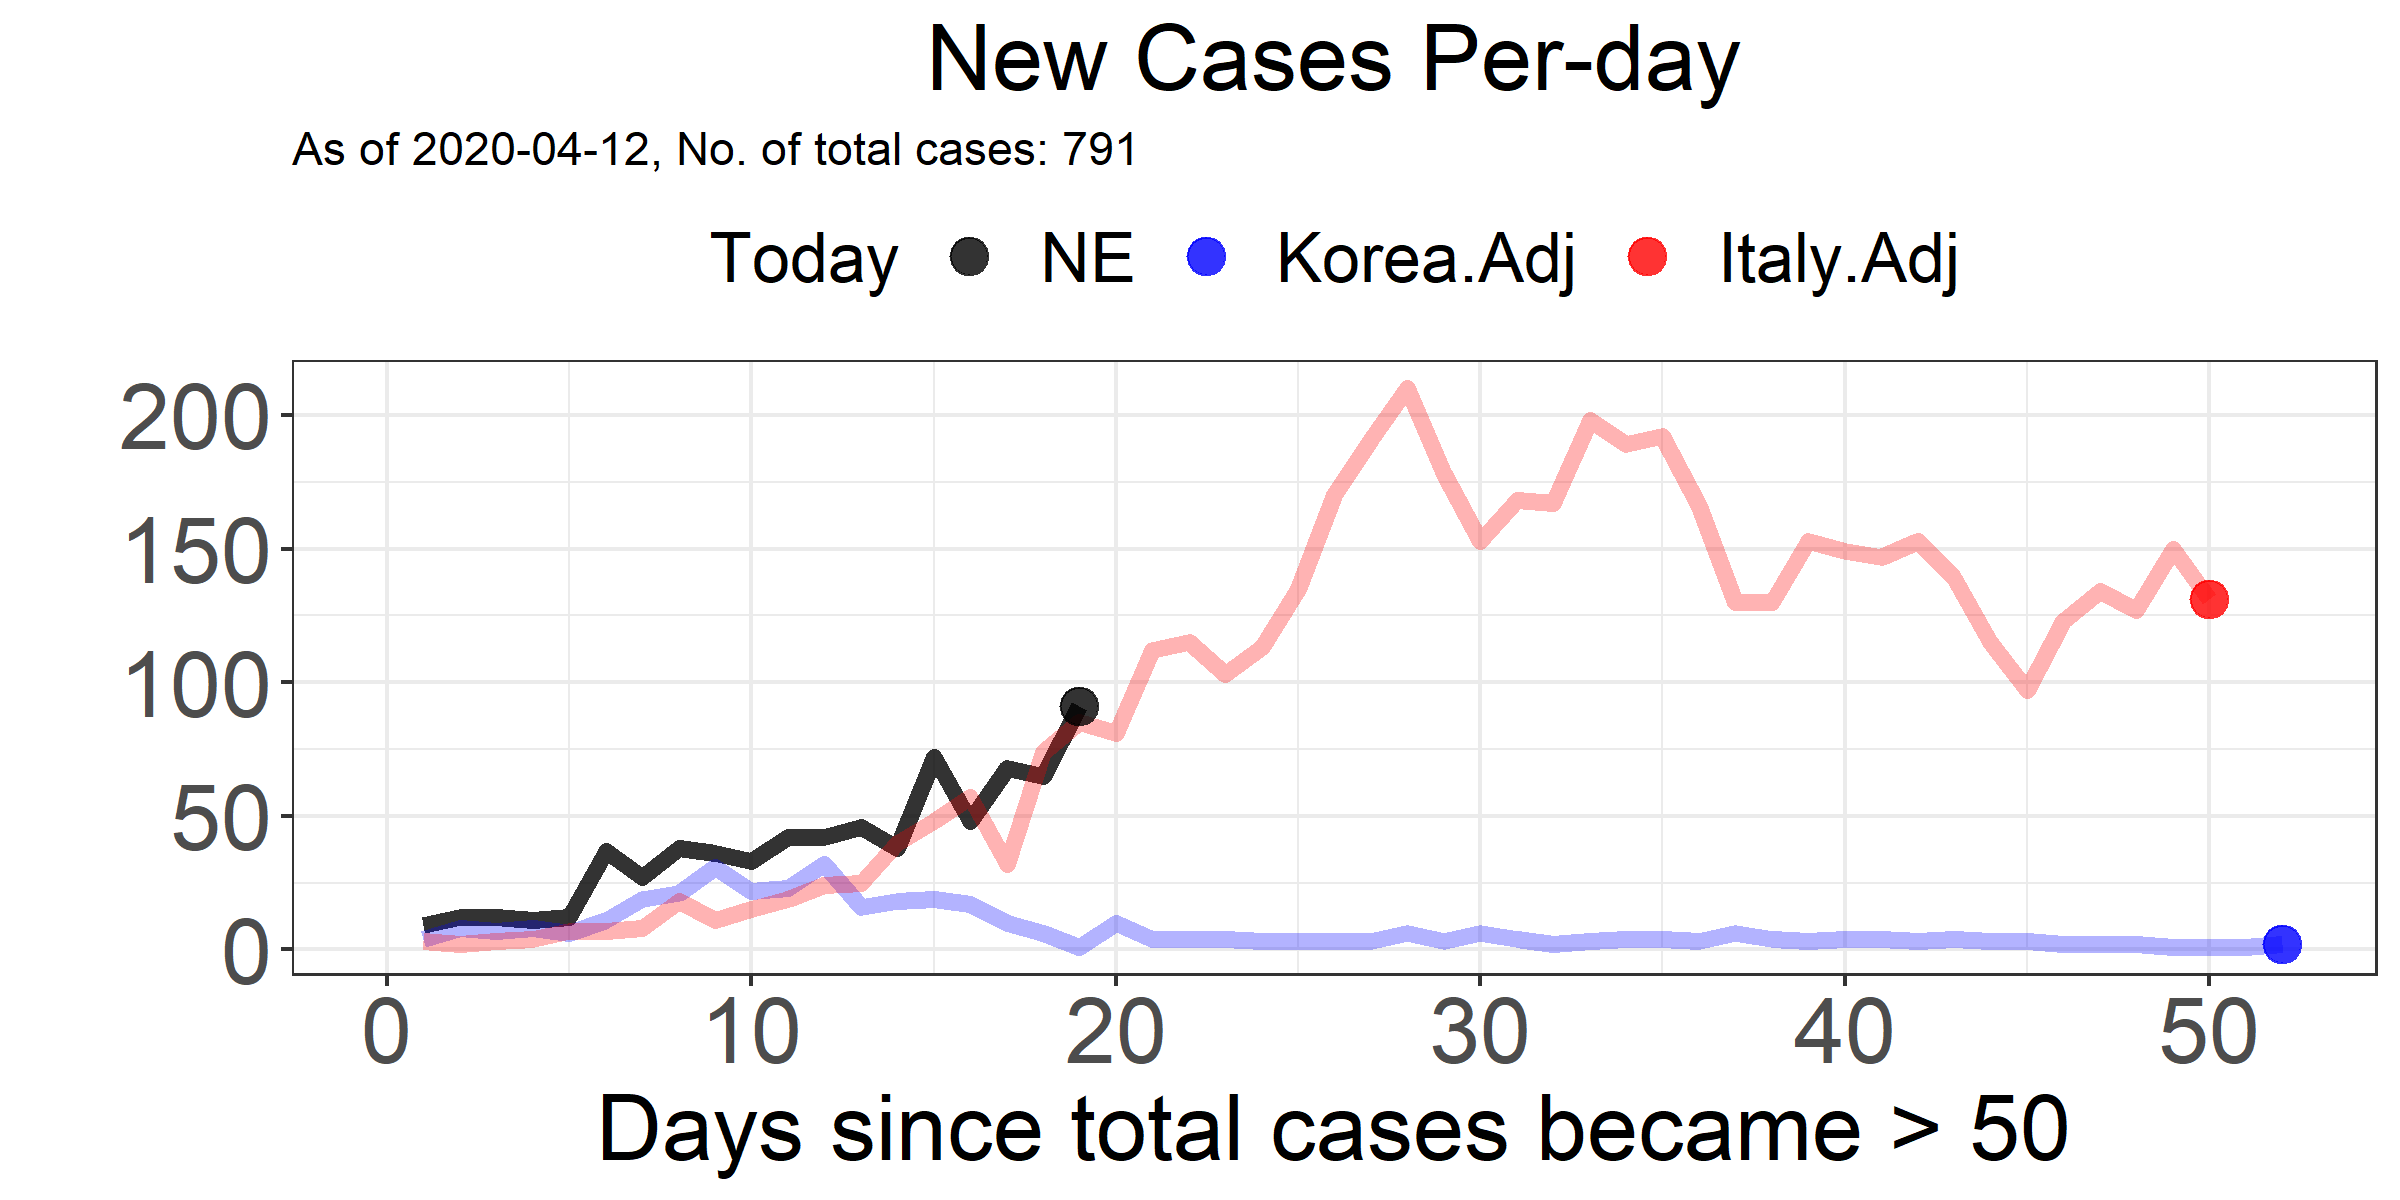 New Cases Per-day
As of 2020-04-12, No. of total cases: 791
Today NE Korea.Adj Italy.Adj
200
150
100
50
0
0 10 20 30 40 50
Days since total cases became > 50